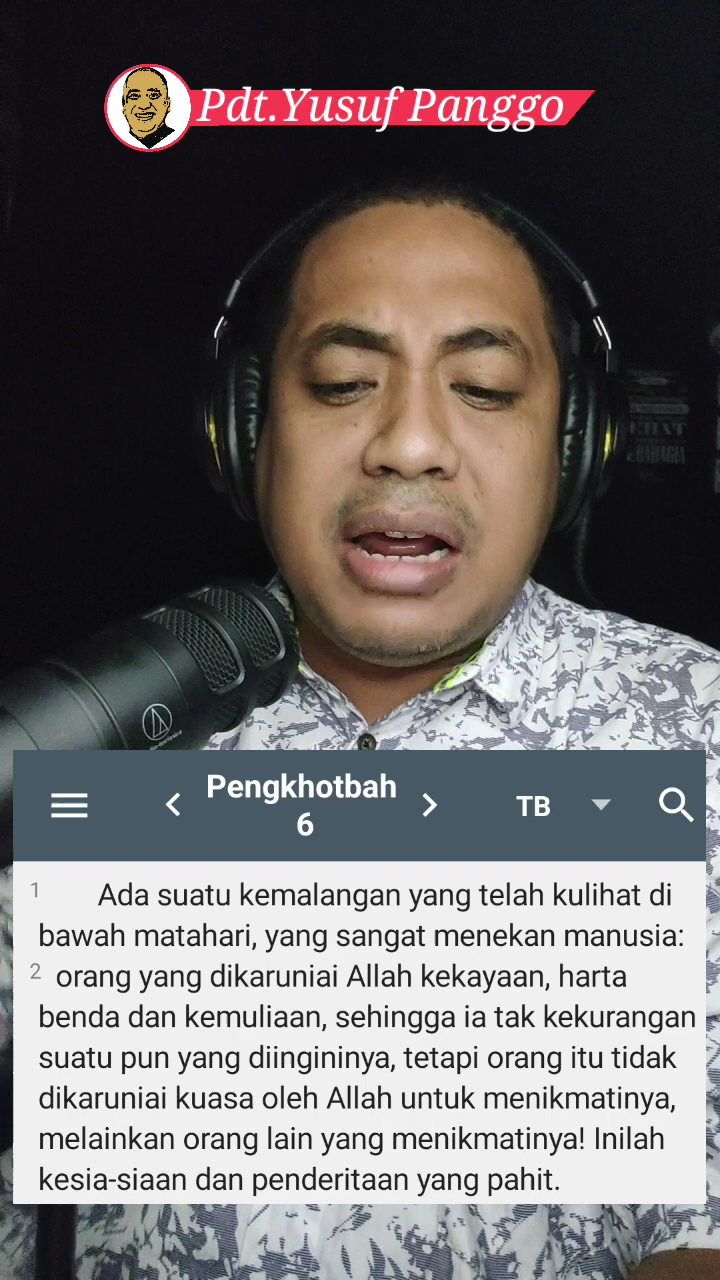 Pdt.Yusuf Panggo
Pengkhotbah
6
TB
1 Ada suatu kemalangan yang telah kulihat di
bawah matahari, yang sangat menekan manusia:
2 orang yang dikaruniai Allah kekayaan, harta
benda dan kemuliaan, sehingga ia tak kekurangan
suatu pun yang diingininya, tetapi orang itu tidak
dikaruniai kuasa oleh Allah untuk menikmatinya,
melainkan orang lain yang menikmatinya! Inilah
kesia-siaan dan penderitaan yang pahit.